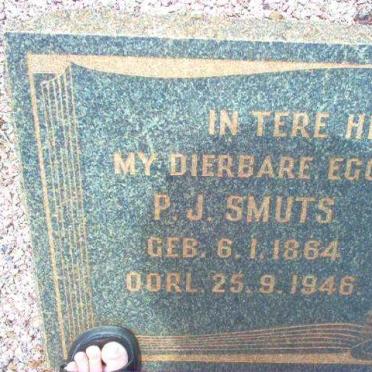 IN TERE
MY DIERBARE
P. J. SMUTS
GEB. 6. 1. 1864
OORL. 25. 9. 1946.